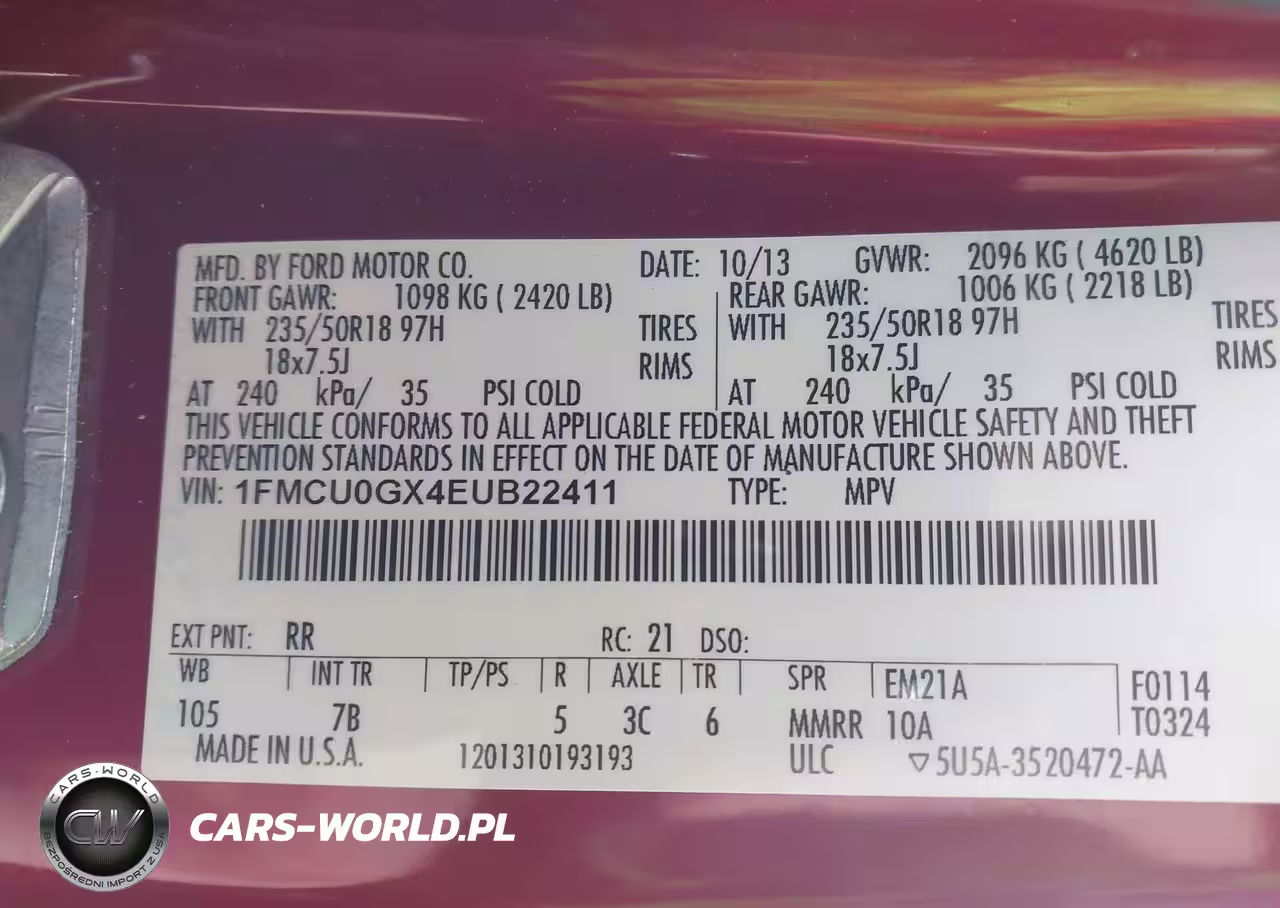 MFD. BY FORD MOTOR CO. DATE: 10/13 GVWR: 2096 KG ( 4620 LB)
FRONT GAWR: 1098 KG ( 2420 LB) REAR GAWR: 1006 KG ( 2218 LB)
WITH 235/50R18 97H TIRES WITH 235/50R18 97H TIRES
18x7.5J RIMS 18x7.5J RIMS
AT 240 kPa/ 35 PSI COLD AT 240 kPa/ 35 PSI COLD
THIS VEHICLE CONFORMS TO ALL APPLICABLE FEDERAL MOTOR VEHICLE SAFETY AND THEFT
PREVENTION STANDARDS IN EFFECT ON THE DATE OF MANUFACTURE SHOWN ABOVE.
VIN: 1FMCU0GX4EUB22411 TYPE: MPV
EXT PNT: RR RC: 21 DSO:
WB INT TR TP/PS R AXLE TR SPR EM21A F0114
105 7B 5 3C 6 MMRR 10A T0324
MADE IN U.S.A. 1201310193193 ULC ▽5U5A-3520472-AA
CARS-WORLD
CW
BEZPOŚREDNI IMPORT Z USA
CARS-WORLD.PL